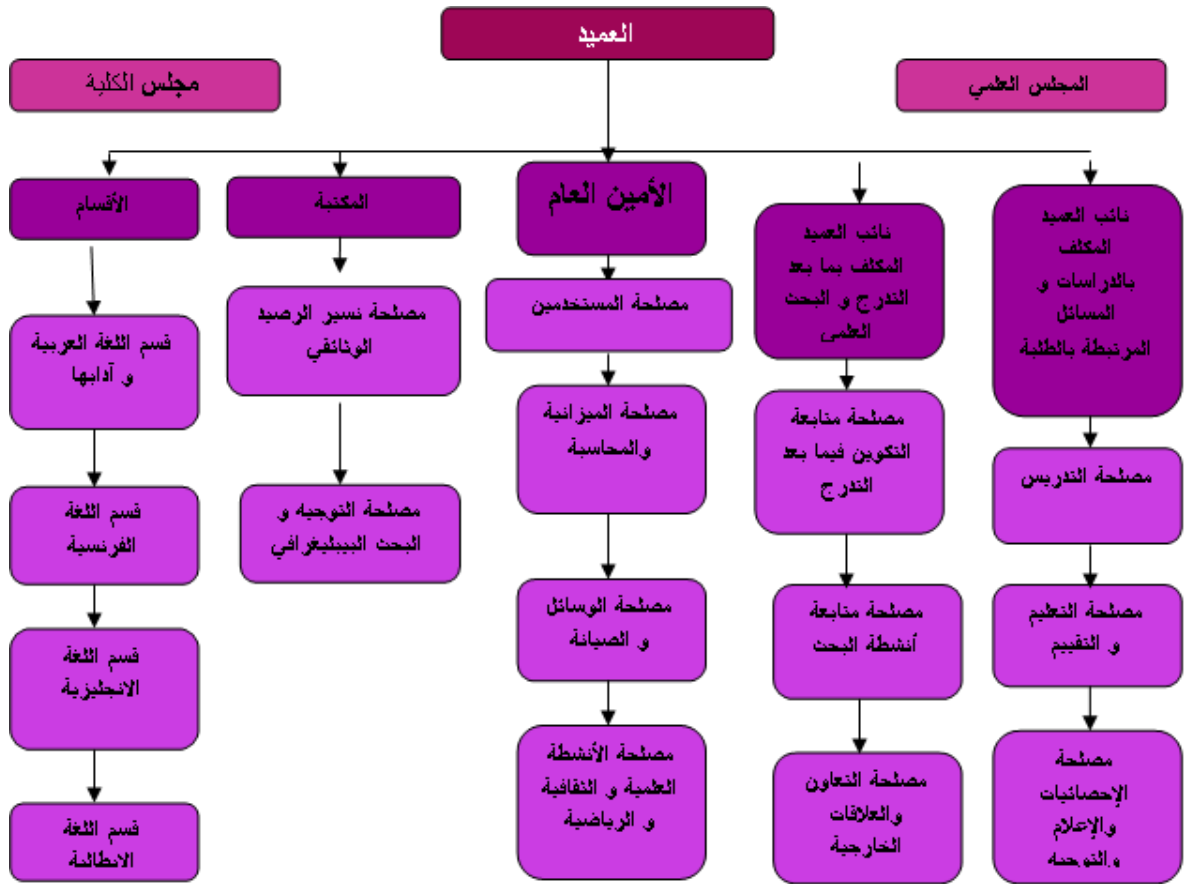 العميد
المجلس العلمي
مجلس الكلية
نائب العميد
المكلف
بالدراسات و
المسائل
المرتبطة بالطلبة
مصلحة التدريس
مصلحة التعليم
و التقييم
مصلحة
الإحصائيات
والإعلام
والتوجيه
نائب العميد
المكلف بما بعد
التدرج و البحث
العلمي
مصلحة متابعة
التكوين فيما بعد
التدرج
مصلحة متابعة
أنشطة البحث
مصلحة التعاون
والعلاقات
الخارجية
الأمين العام
مصلحة المستخدمين
مصلحة الميزانية
والمحاسبة
مصلحة الوسائل
و الصيانة
مصلحة الأنشطة
العلمية و الثقافية
و الرياضية
المكتبة
مصلحة تسير الرصيد
الوثائقي
مصلحة التوجيه و
البحث البيبليغرافي
الأقسام
قسم اللغة العربية
و آدابها
قسم اللغة
الفرنسية
قسم اللغة
الانجليزية
قسم اللغة
الايطالية